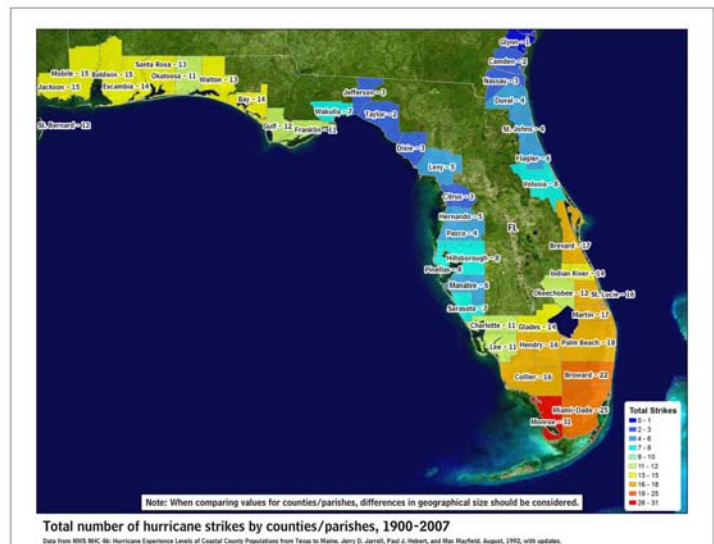 Glynn - 1
Camden - 2
Nassau - 3
Duval - 4
St. Johns - 4
Flagler - 6
Volusia - 8
Santa Rosa - 13
Mobile - 15
Baldwin - 15
Okaloosa - 11
Walton - 13
Jackson - 15
Escambia - 14
Bay - 14
Jefferson - 3
Wakulla - 7
Taylor - 2
St. Bernard - 12
Gulf - 12
Franklin - 11
Dixie - 3
Levy - 5
Citrus - 3
Hernando - 5
Pasco - 4
FL
Brevard - 17
Hillsborough - 8
Pinellas - 8
Indian River - 14
Manatee - 6
Okeechobee - 12
St. Lucie - 16
Sarasota - 7
Martin - 17
Charlotte - 11
Glades - 14
Lee - 11
Hendry - 16
Palm Beach - 18
Collier - 16
Broward - 22
Miami-Dade - 25
Monroe - 31
Total Strikes
0 - 1
2 - 3
4 - 6
7 - 8
9 - 10
11 - 12
13 - 15
16 - 18
19 - 25
26 - 31
Note: When comparing values for counties/parishes, differences in geographical size should be considered.
Total number of hurricane strikes by counties/parishes, 1900-2007
Data from NWS NHC 46: Hurricane Experience Levels of Coastal County Populations from Texas to Maine. Jerry D. Jarrell, Paul J. Hebert, and Max Mayfield. August, 1992, with updates.